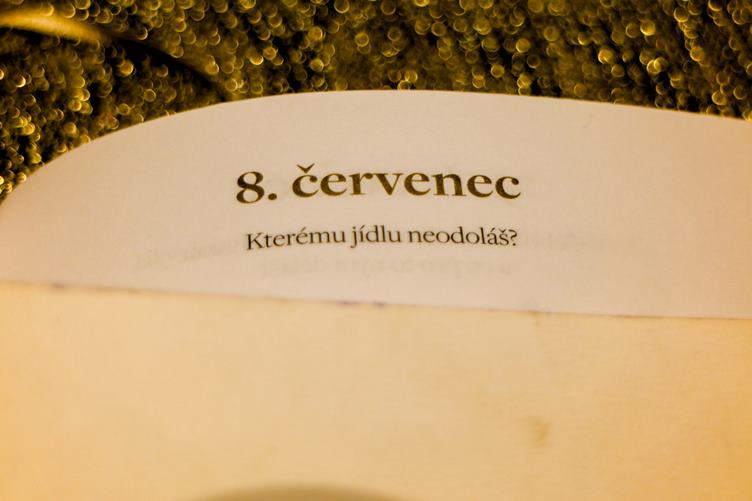 8. červenec
Kterému jídlu neodoláš?